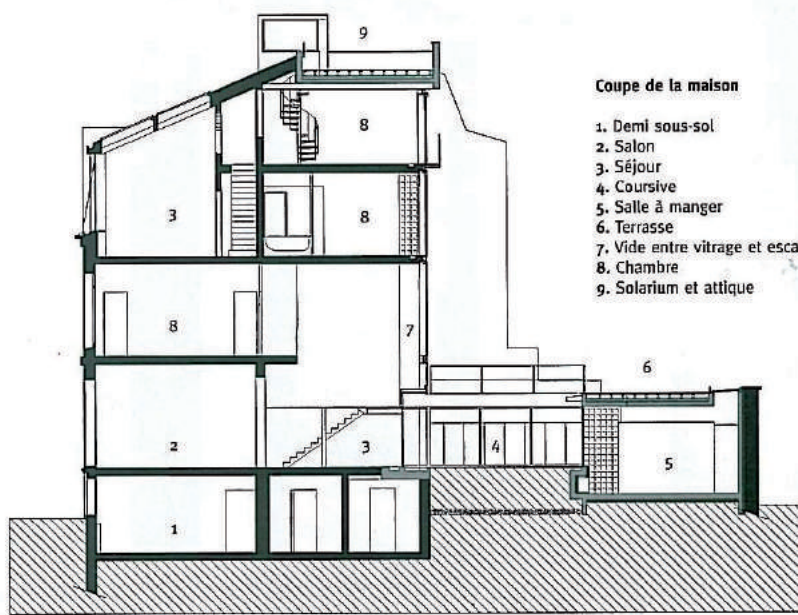 9
Coupe de la maison
1. Demi sous-sol
2. Salon
3. Séjour
4. Coursive
5. Salle à manger
6. Terrasse
7. Vide entre vitrage et esca
8. Chambre
9. Solarium et attique
8
3
8
8
7
6
2
3
4
5
1